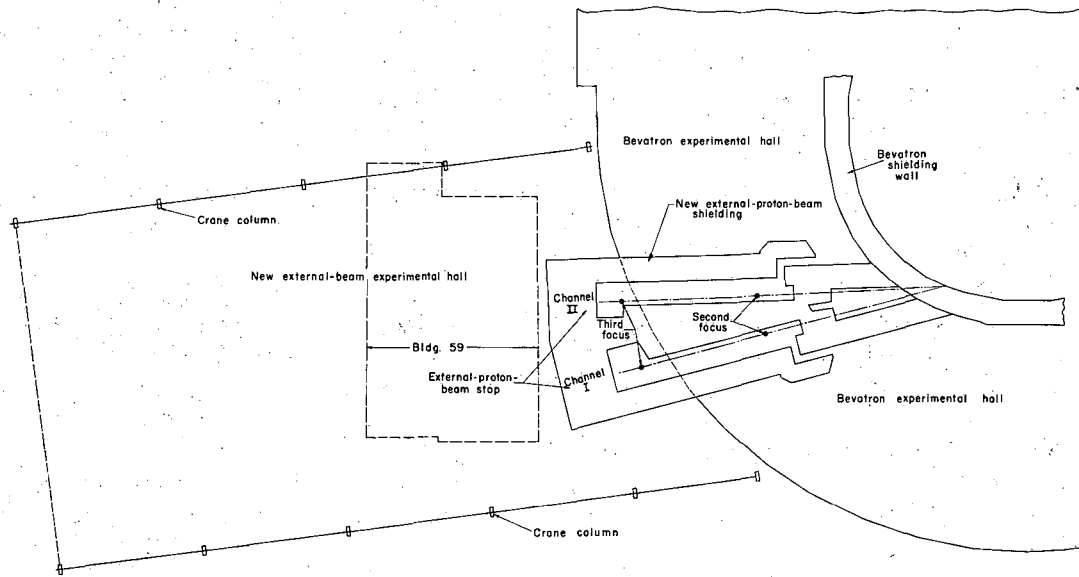 Bevatron experimental hall
Bevatron
shielding
wall
Crane column
New external-proton-beam
shielding
New external-beam experimental hall
Channel
II
Second
focus
Third
focus
Bldg. 59
External-proton-
beam stop
Channel
I
Bevatron experimental hall
Crane column